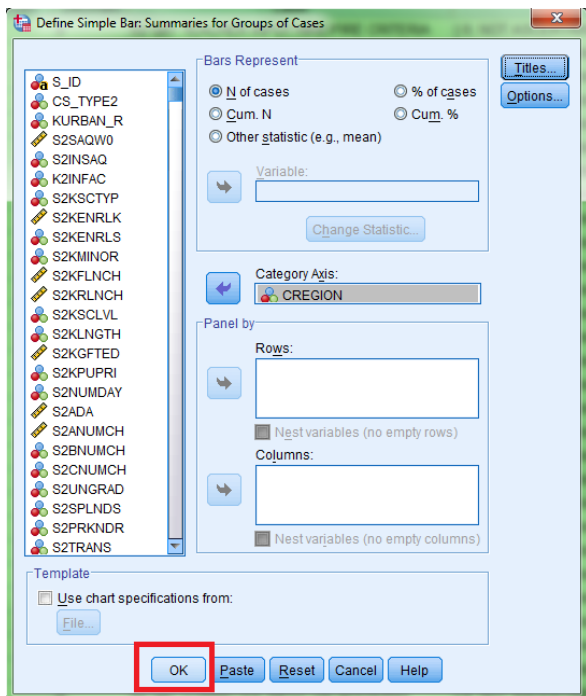 Define Simple Bar: Summaries for Groups of Cases
S_ID
CS_TYPE2
KURBAN_R
S2SAQW0
S2INSAQ
K2INFAC
S2KSCTYP
S2KENRLK
S2KENRLS
S2KMINOR
S2KFLNCH
S2KRLNCH
S2KSCLVL
S2KLNGTH
S2KGFTED
S2KPUPRI
S2NUMDAY
S2ADA
S2ANUMCH
S2BNUMCH
S2CNUMCH
S2UNGRAD
S2SPLNDS
S2PRKNDR
S2TRANS
Bars Represent
N of cases
% of cases
Cum. N
Cum. %
Other statistic (e.g., mean)
Variable:
Change Statistic...
Category Axis:
CREGION
Panel by
Rows:
Nest variables (no empty rows)
Columns:
Nest variables (no empty columns)
Titles...
Options...
Template
Use chart specifications from:
File...
OK
Paste
Reset
Cancel
Help